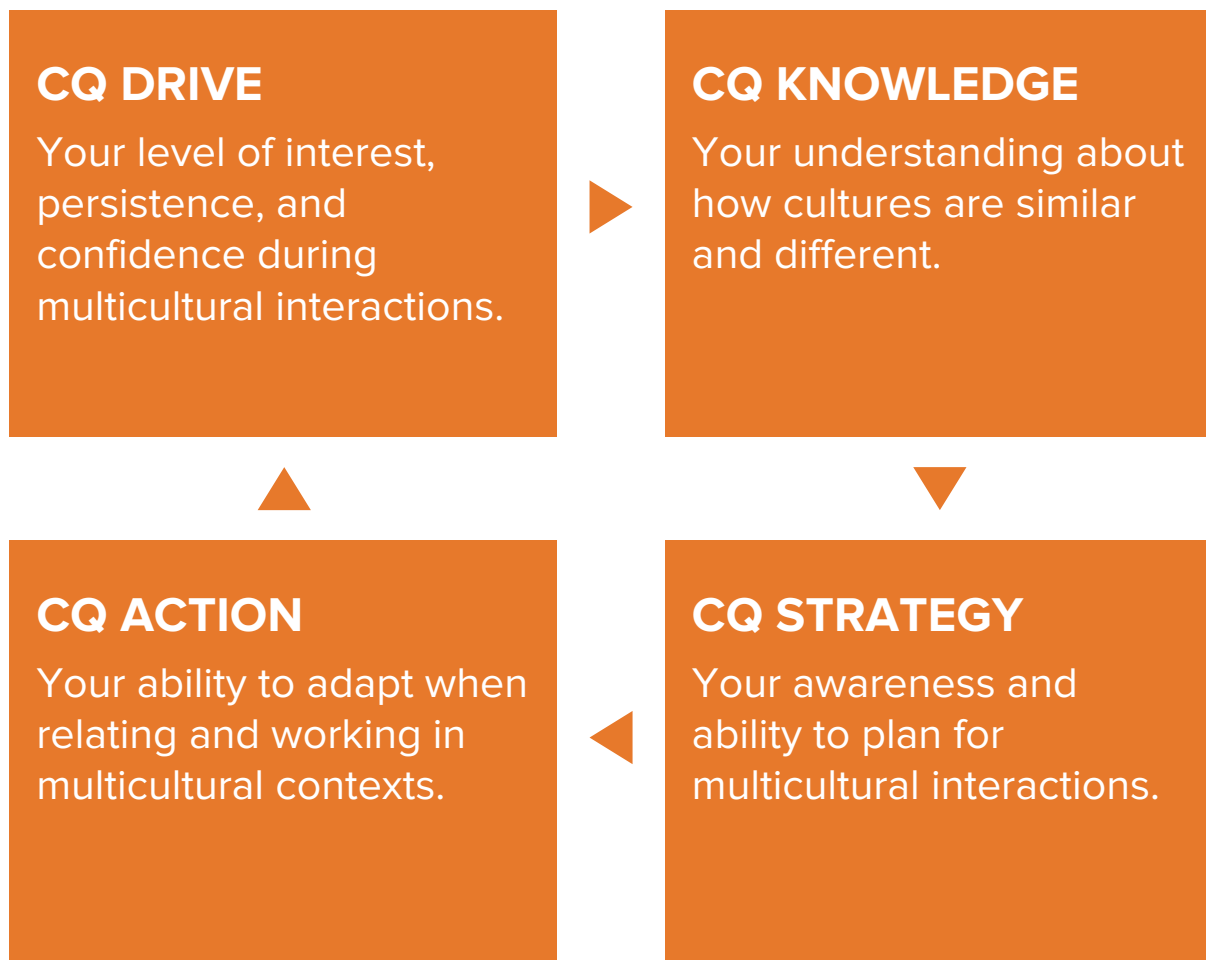 CQ DRIVE
Your level of interest,
persistence, and
confidence during
multicultural interactions.
CQ KNOWLEDGE
Your understanding about
how cultures are similar
and different.
CQ ACTION
Your ability to adapt when
relating and working in
multicultural contexts.
CQ STRATEGY
Your awareness and
ability to plan for
multicultural interactions.